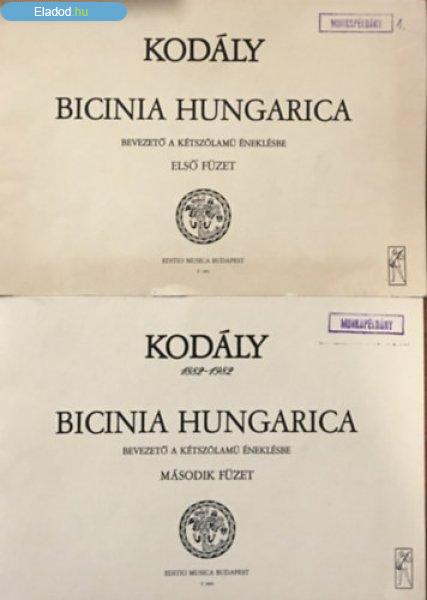 Eladod.hu
MUNKAPÉLDÁNY 1.
KODÁLY
BICINIA HUNGARICA
BEVEZETŐ A KÉTSZÓLAMÚ ÉNEKLÉSBE
ELSŐ FÜZET
EDITIO MUSICA BUDAPEST
MUNKAPÉLDÁNY
KODÁLY
1882-1982
BICINIA HUNGARICA
BEVEZETŐ A KÉTSZÓLAMÚ ÉNEKLÉSBE
MÁSODIK FÜZET
EDITIO MUSICA BUDAPEST